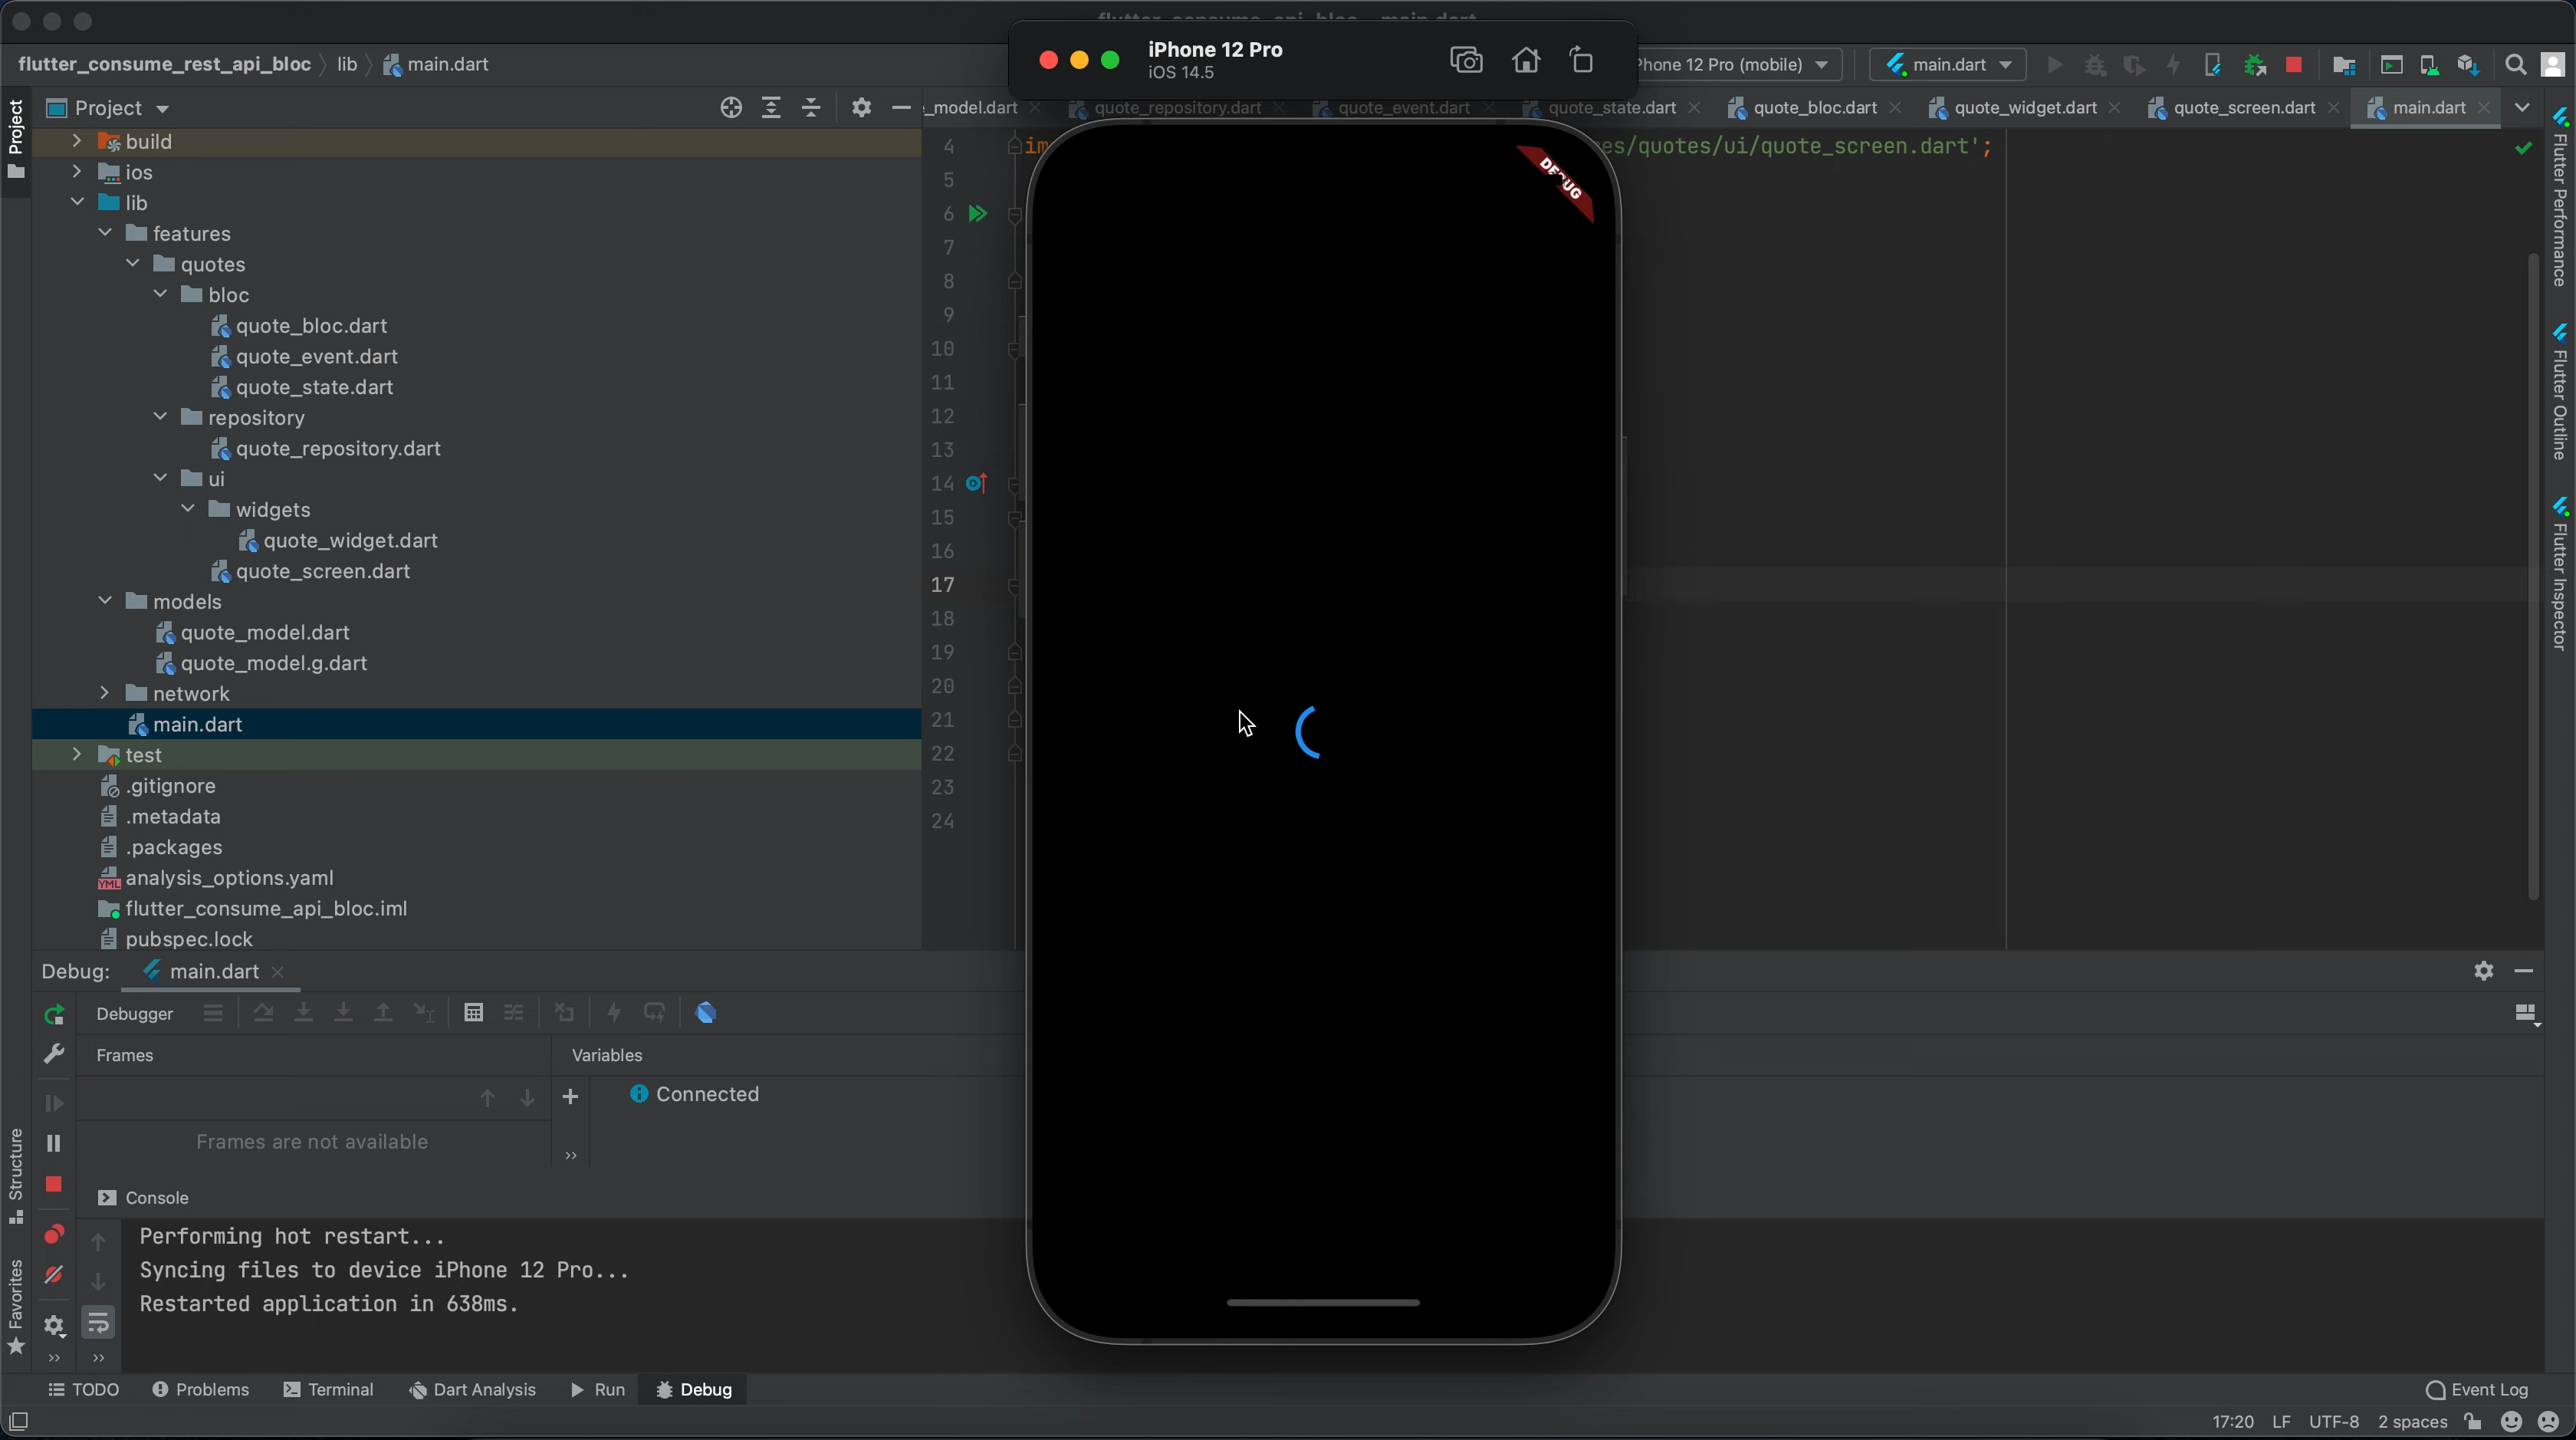 flutter_consume_rest_api_bloc
lib
main.dart
iPhone 12 Pro
iOS 14.5
hone 12 Pro (mobile)
main.dart
Project
_model.dart
quote_repository.dart
quote_event.dart
quote_state.dart
quote_bloc.dart
quote_widget.dart
quote_screen.dart
main.dart
Project
build
ios
lib
features
quotes
bloc
quote_bloc.dart
quote_event.dart
quote_state.dart
repository
quote_repository.dart
ui
widgets
quote_widget.dart
quote_screen.dart
models
quote_model.dart
quote_model.g.dart
network
main.dart
test
.gitignore
.metadata
.packages
analysis_options.yaml
flutter_consume_api_bloc.iml
pubspec.lock
4
im
es/quotes/ui/quote_screen.dart';
5
6
7
8
9
10
11
12
13
14
15
16
17
18
19
20
21
22
23
24
DEBUG
Flutter Performance
Flutter Outline
Flutter Inspector
Debug:
main.dart
Debugger
Frames
Variables
Connected
Frames are not available
Structure
Favorites
Console
Performing hot restart...
Syncing files to device iPhone 12 Pro...
Restarted application in 638ms.
TODO
Problems
Terminal
Dart Analysis
Run
Debug
Event Log
17:20
LF
UTF-8
2 spaces